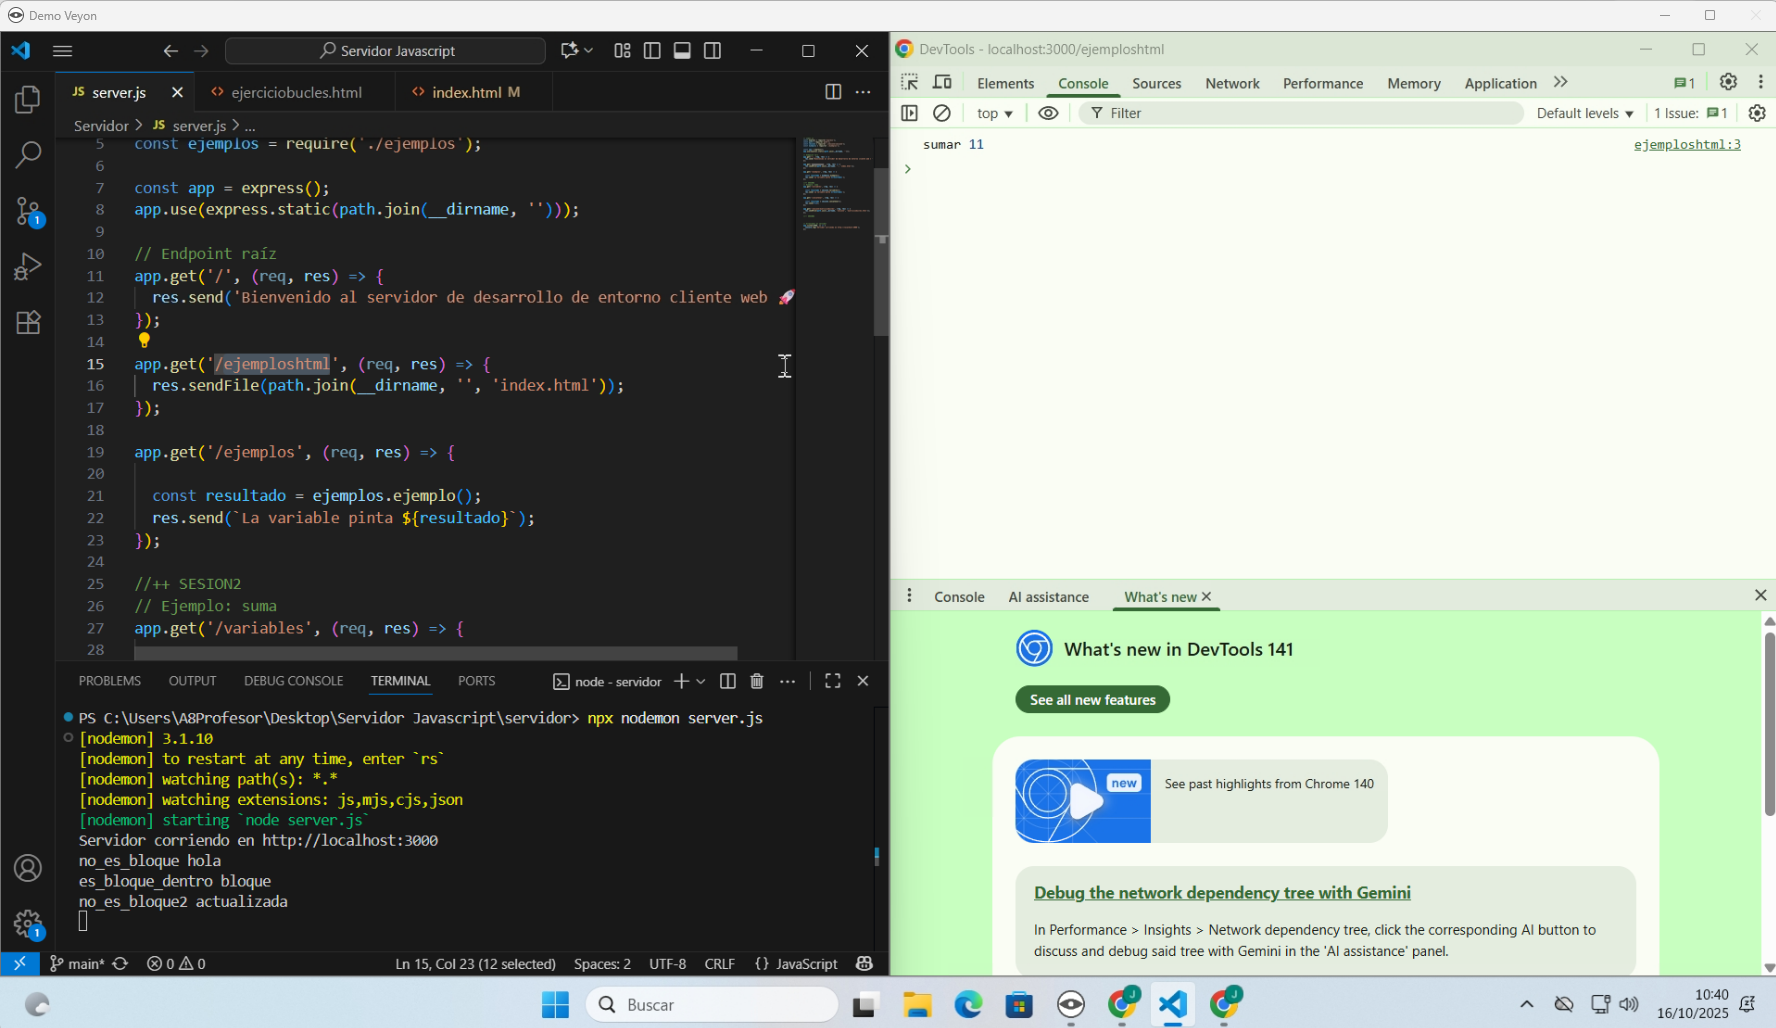 Demo Veyon
Servidor Javascript
JS server.js
<> ejerciciobucles.html
<> index.html M
Servidor > JS server.js > ...
5 const ejemplos = require('./ejemplos');
6
7 const app = express();
8 app.use(express.static(path.join(__dirname, '')));
9
10 // Endpoint raíz
11 app.get('/', (req, res) => {
12 res.send('Bienvenido al servidor de desarrollo de entorno cliente web 🚀
13 });
14
15 app.get('/ejemploshtml', (req, res) => {
16 res.sendFile(path.join(__dirname, '', 'index.html'));
17 });
18
19 app.get('/ejemplos', (req, res) => {
20
21 const resultado = ejemplos.ejemplo();
22 res.send(`La variable pinta ${resultado}`);
23 });
24
25 //++ SESION2
26 // Ejemplo: suma
27 app.get('/variables', (req, res) => {
28
PROBLEMS OUTPUT DEBUG CONSOLE TERMINAL PORTS node - servidor
PS C:\Users\A8Profesor\Desktop\Servidor Javascript\servidor> npx nodemon server.js
[nodemon] 3.1.10
[nodemon] to restart at any time, enter `rs`
[nodemon] watching path(s): *.*
[nodemon] watching extensions: js,mjs,cjs,json
[nodemon] starting `node server.js`
Servidor corriendo en http://localhost:3000
no_es_bloque hola
es_bloque_dentro bloque
no_es_bloque2 actualizada
1
1
main* 0 0 Ln 15, Col 23 (12 selected) Spaces: 2 UTF-8 CRLF {} JavaScript
DevTools - localhost:3000/ejemploshtml
Elements Console Sources Network Performance Memory Application 1
top Filter Default levels 1 Issue: 1
sumar 11 ejemploshtml:3
>
Console AI assistance What's new
What's new in DevTools 141
See all new features
new
See past highlights from Chrome 140
Debug the network dependency tree with Gemini
In Performance > Insights > Network dependency tree, click the corresponding AI button to
discuss and debug said tree with Gemini in the 'AI assistance' panel.
Buscar
J
J
10:40
16/10/2025